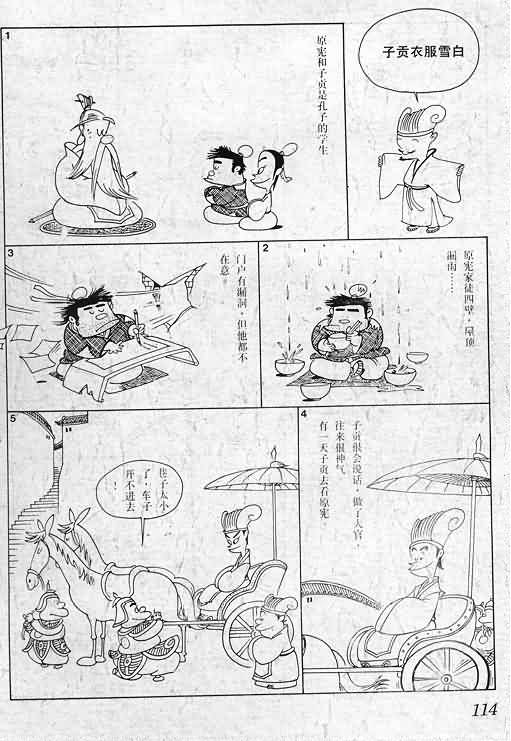 子贡衣服雪白
1
原宪和子贡是孔子的学生
2
原宪家徒四壁，屋顶
漏雨……
3
门户有漏洞，但他都不
在意。
4
子贡很会说话，做了大官，
往来很神气
有一天子贡去看原宪
5
巷子太小
了，车子
开不进去
！
114